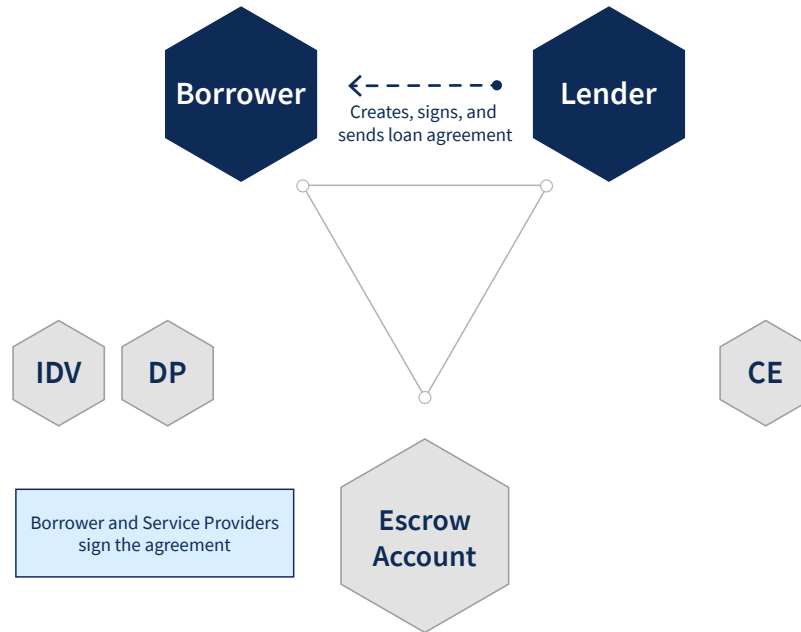 Borrower
Lender
Creates, signs, and
sends loan agreement
IDV
DP
CE
Borrower and Service Providers
sign the agreement
Escrow
Account